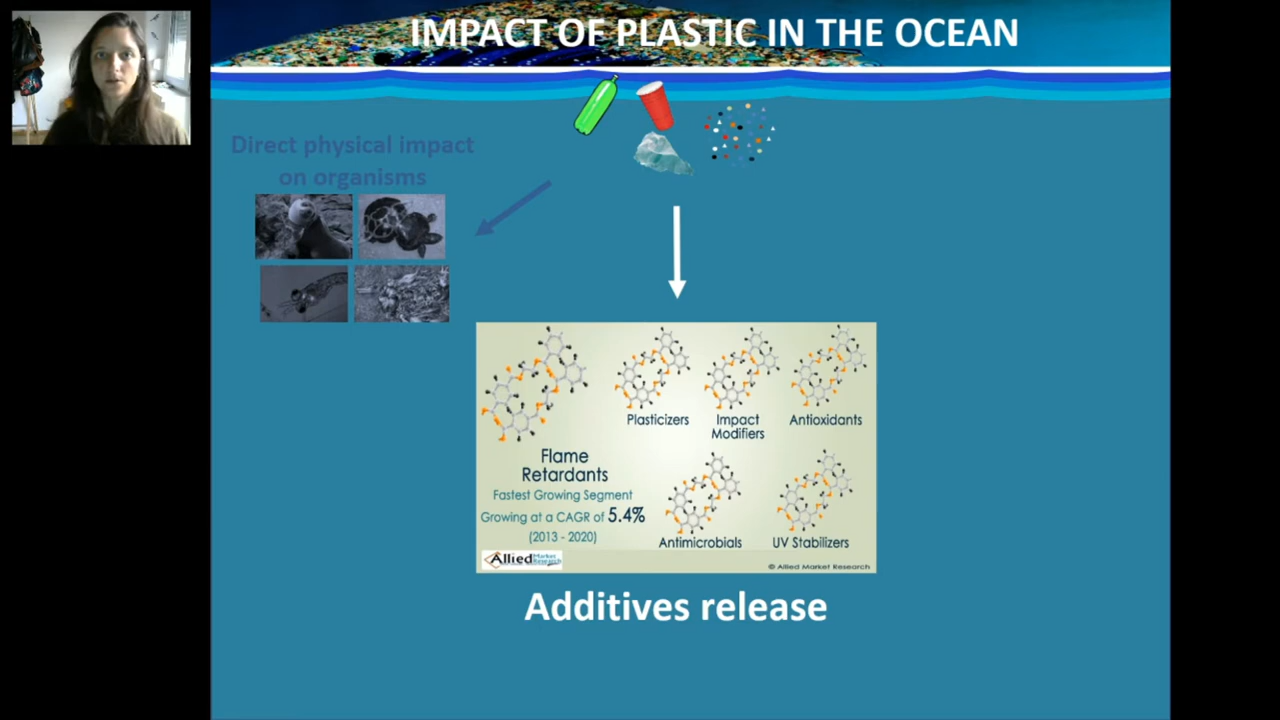 IMPACT OF PLASTIC IN THE OCEAN
Direct physical impact
on organisms
Plasticizers
Impact
Modifiers
Antioxidants
Flame
Retardants
Fastest Growing Segment
Growing at a CAGR of 5.4%
(2013 - 2020)
Antimicrobials
UV Stabilizers
Allied Market
Research
© Allied Market Research
Additives release